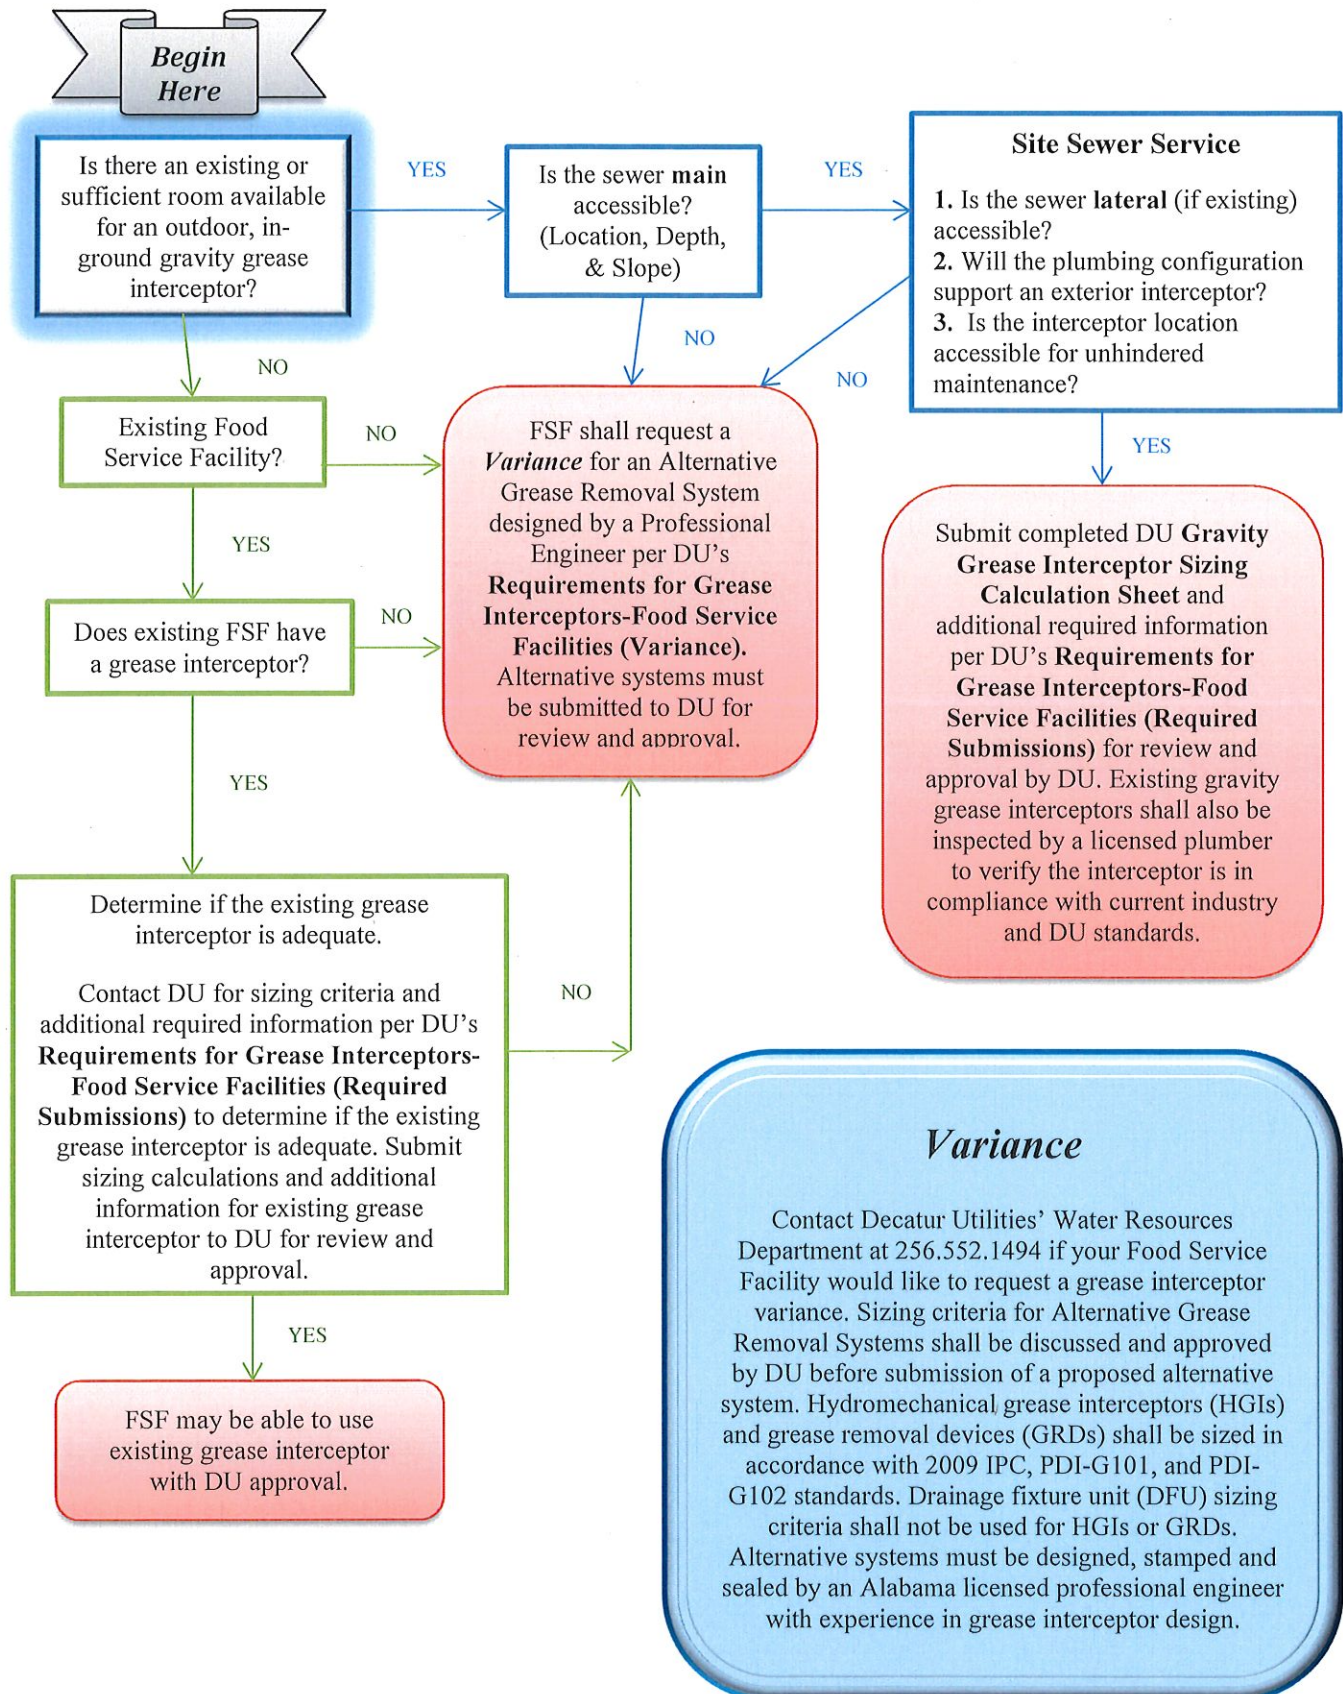 Begin
Here
Is there an existing or
sufficient room available
for an outdoor, in-
ground gravity grease
interceptor?
YES
Is the sewer main
accessible?
(Location, Depth,
& Slope)
YES
Site Sewer Service
1. Is the sewer lateral (if existing)
accessible?
2. Will the plumbing configuration
support an exterior interceptor?
3. Is the interceptor location
accessible for unhindered
maintenance?
NO
NO
NO
YES
Existing Food
Service Facility?
NO
YES
Does existing FSF have
a grease interceptor?
NO
YES
FSF shall request a
Variance for an Alternative
Grease Removal System
designed by a Professional
Engineer per DU's
Requirements for Grease
Interceptors-Food Service
Facilities (Variance).
Alternative systems must
be submitted to DU for
review and approval.
Submit completed DU Gravity
Grease Interceptor Sizing
Calculation Sheet and
additional required information
per DU's Requirements for
Grease Interceptors-Food
Service Facilities (Required
Submissions) for review and
approval by DU. Existing gravity
grease interceptors shall also be
inspected by a licensed plumber
to verify the interceptor is in
compliance with current industry
and DU standards.
Determine if the existing grease
interceptor is adequate.
Contact DU for sizing criteria and
additional required information per DU's
Requirements for Grease Interceptors-
Food Service Facilities (Required
Submissions) to determine if the existing
grease interceptor is adequate. Submit
sizing calculations and additional
information for existing grease
interceptor to DU for review and
approval.
NO
YES
FSF may be able to use
existing grease interceptor
with DU approval.
Variance
Contact Decatur Utilities' Water Resources
Department at 256.552.1494 if your Food Service
Facility would like to request a grease interceptor
variance. Sizing criteria for Alternative Grease
Removal Systems shall be discussed and approved
by DU before submission of a proposed alternative
system. Hydromechanical grease interceptors (HGIs)
and grease removal devices (GRDs) shall be sized in
accordance with 2009 IPC, PDI-G101, and PDI-
G102 standards. Drainage fixture unit (DFU) sizing
criteria shall not be used for HGIs or GRDs.
Alternative systems must be designed, stamped and
sealed by an Alabama licensed professional engineer
with experience in grease interceptor design.